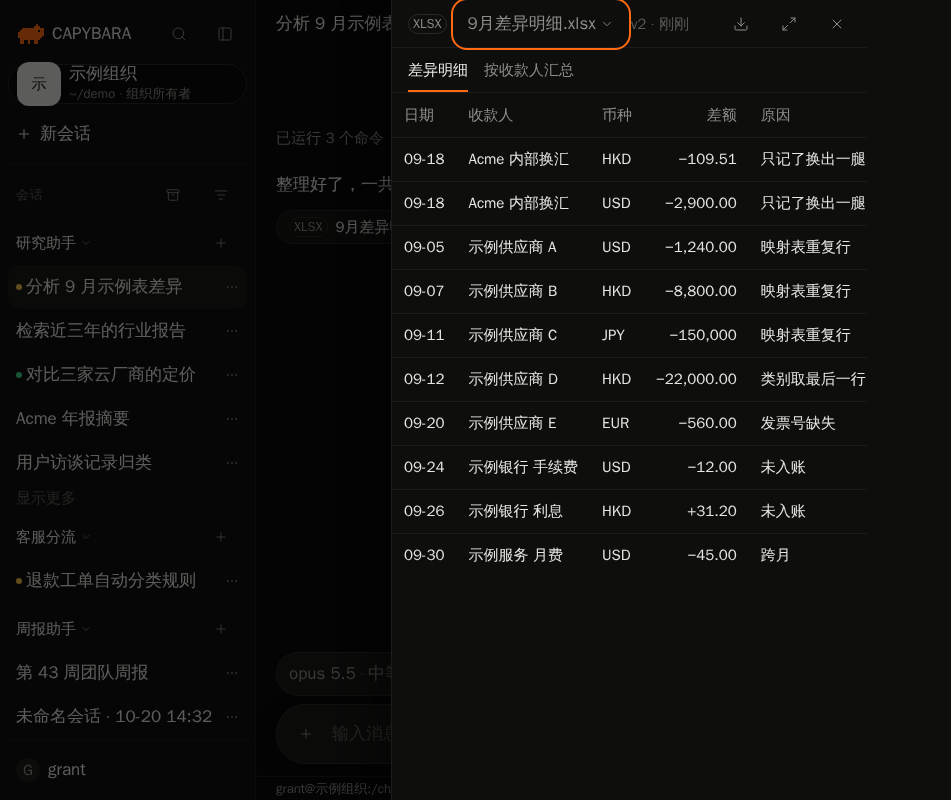 CAPYBARA
示 示例组织
~/demo · 组织所有者
+ 新会话
会话
研究助手
分析 9 月示例表差异
检索近三年的行业报告
对比三家云厂商的定价
Acme 年报摘要
用户访谈记录归类
显示更多
客服分流
退款工单自动分类规则
周报助手
第 43 周团队周报
未命名会话 · 10-20 14:32
G grant
分析 9 月示例表
已运行 3 个命令
整理好了，一共
XLSX 9月差异
opus 5.5 · 中
+ 输入消息
grant@示例组织:/ch
XLSX 9月差异明细.xlsx v2 · 刚刚
差异明细 按收款人汇总
日期 收款人 币种 差额 原因
09-18 Acme 内部换汇 HKD −109.51 只记了换出一腿
09-18 Acme 内部换汇 USD −2,900.00 只记了换出一腿
09-05 示例供应商 A USD −1,240.00 映射表重复行
09-07 示例供应商 B HKD −8,800.00 映射表重复行
09-11 示例供应商 C JPY −150,000 映射表重复行
09-12 示例供应商 D HKD −22,000.00 类别取最后一行
09-20 示例供应商 E EUR −560.00 发票号缺失
09-24 示例银行 手续费 USD −12.00 未入账
09-26 示例银行 利息 HKD +31.20 未入账
09-30 示例服务 月费 USD −45.00 跨月